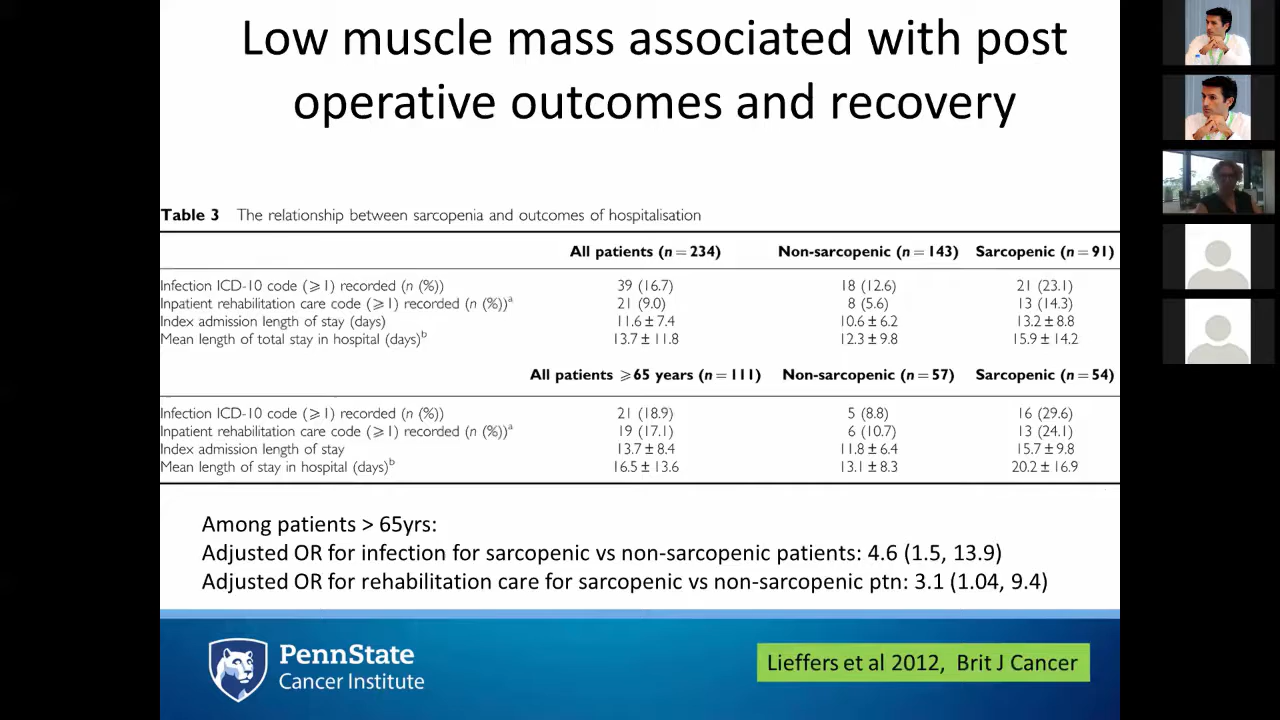 Low muscle mass associated with post
operative outcomes and recovery
Table 3 The relationship between sarcopenia and outcomes of hospitalisation
All patients (n = 234) Non-sarcopenic (n = 143) Sarcopenic (n = 91)
Infection ICD-10 code (⩾1) recorded (n (%)) 39 (16.7) 18 (12.6) 21 (23.1)
Inpatient rehabilitation care code (⩾1) recorded (n (%))a 21 (9.0) 8 (5.6) 13 (14.3)
Index admission length of stay (days) 11.6 ± 7.4 10.6 ± 6.2 13.2 ± 8.8
Mean length of total stay in hospital (days)b 13.7 ± 11.8 12.3 ± 9.8 15.9 ± 14.2
All patients ⩾65 years (n = 111) Non-sarcopenic (n = 57) Sarcopenic (n = 54)
Infection ICD-10 code (⩾1) recorded (n (%)) 21 (18.9) 5 (8.8) 16 (29.6)
Inpatient rehabilitation care code (⩾1) recorded (n (%))a 19 (17.1) 6 (10.7) 13 (24.1)
Index admission length of stay 13.7 ± 8.4 11.8 ± 6.4 15.7 ± 9.8
Mean length of stay in hospital (days)b 16.5 ± 13.6 13.1 ± 8.3 20.2 ± 16.9
Among patients > 65yrs:
Adjusted OR for infection for sarcopenic vs non-sarcopenic patients: 4.6 (1.5, 13.9)
Adjusted OR for rehabilitation care for sarcopenic vs non-sarcopenic ptn: 3.1 (1.04, 9.4)
PennState
Cancer Institute
Lieffers et al 2012, Brit J Cancer